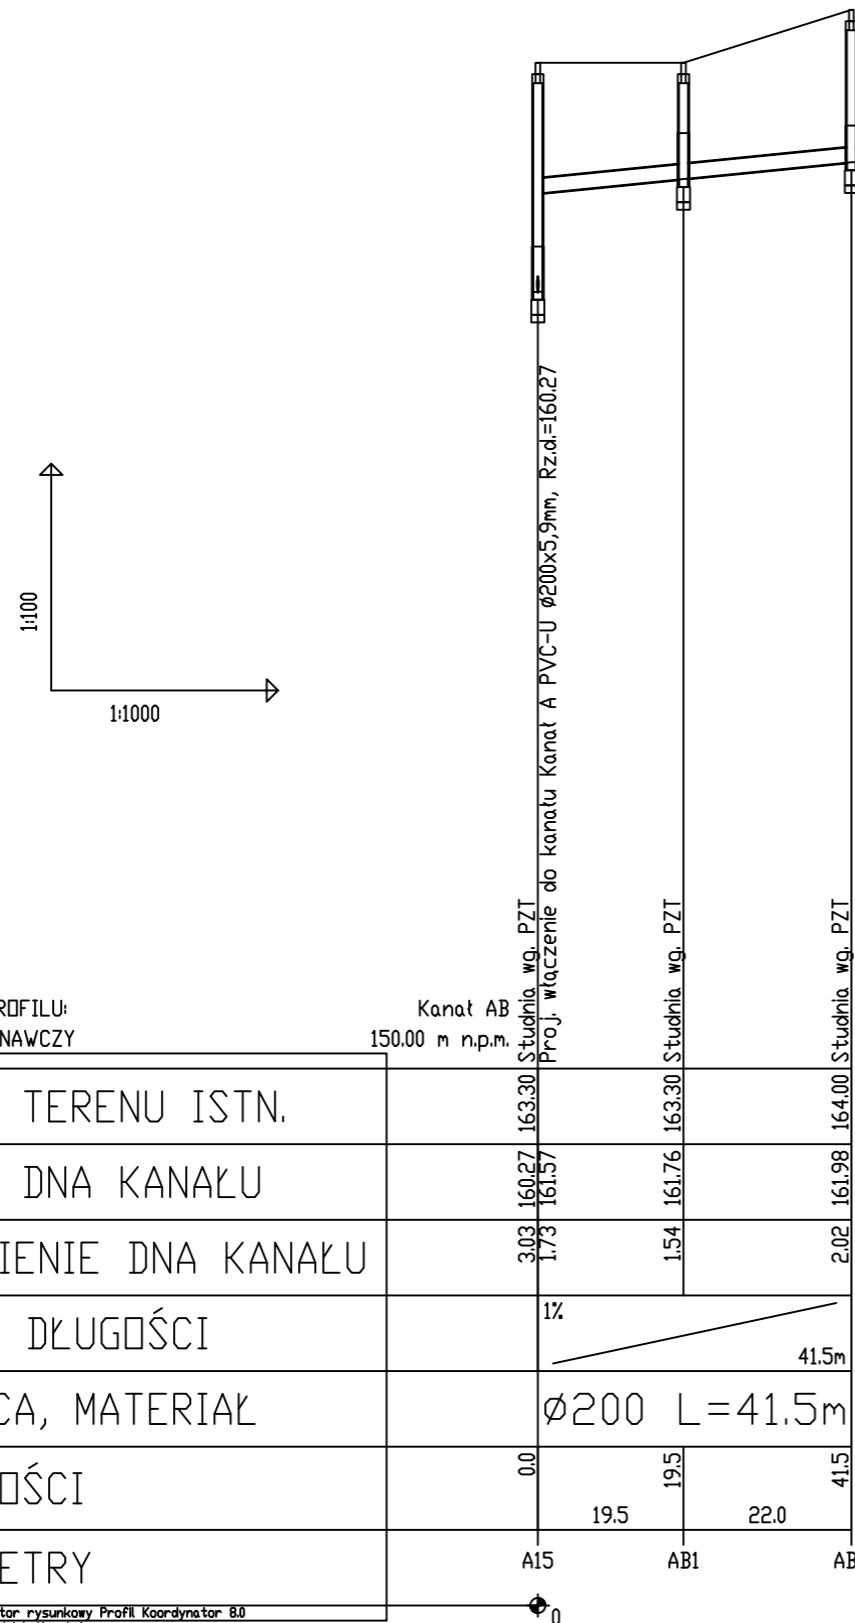 Proj. włączenie do kanału Kanał A PVC-U Ø200x5,9mm, Rz.d.=160.27
1:100
1:1000
Studnia wg. PZT
Studnia wg. PZT
Studnia wg. PZT
ROFILU:
Kanał AB
NAWCZY
150.00 m n.p.m.
TERENU ISTN.
163.30
163.30
164.00
DNA KANAŁU
160.27
161.57
161.76
161.98
IENIE DNA KANAŁU
3.03
1.73
1.54
2.02
DŁUGOŚCI
1%
41.5m
CA, MATERIAŁ
Ø200 L=41.5m
OŚCI
0.0
19.5
41.5
19.5
22.0
ETRY
A15
AB1
AB
tor rysunkowy Profil Koordynator 8.0
0